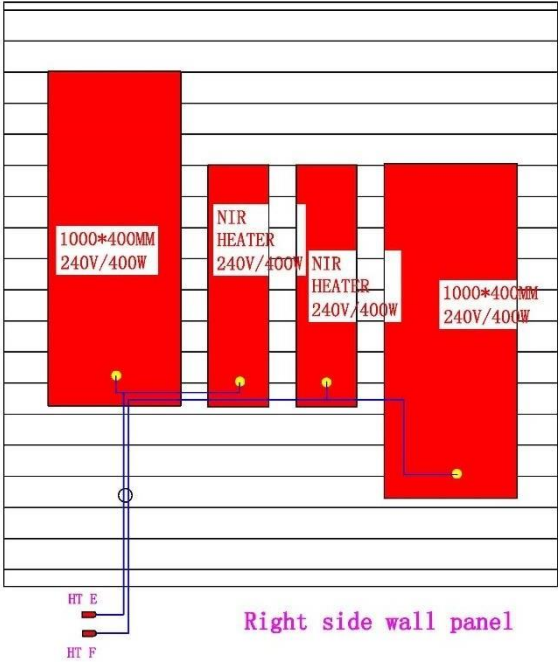 1000*400MM
240V/400W
NIR
HEATER
240V/400W
NIR
HEATER
240V/400W
1000*400MM
240V/400W
HT E
HT F
Right side wall panel